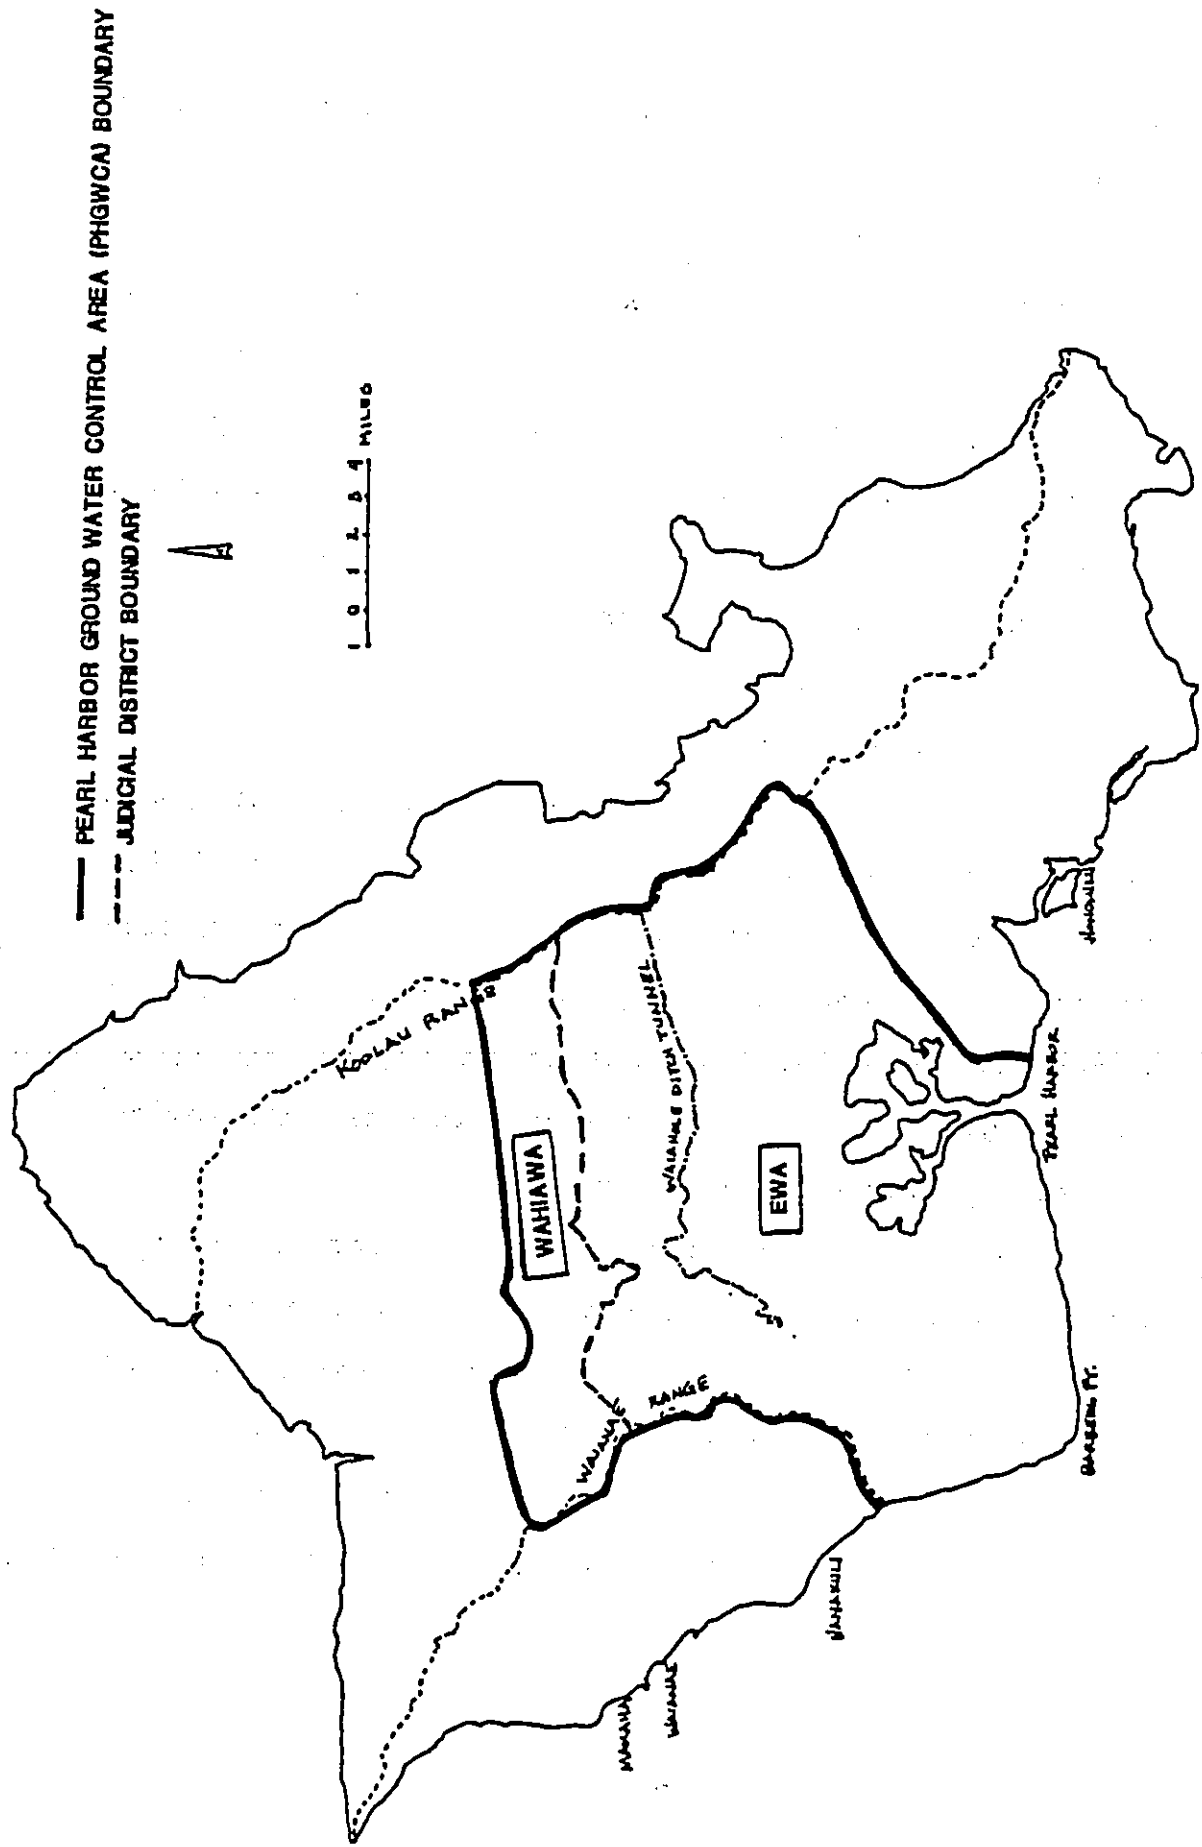 PEARL HARBOR GROUND WATER CONTROL AREA (PHGWCA) BOUNDARY
JUDICIAL DISTRICT BOUNDARY
1 0 1 2 3 4 MILES
KOOLAU RANGE
WAHIAWA
WAIAHOLE DITCH TUNNEL
EWA
WAIANAE RANGE
MAKAHA
WAIANAE
NANAKULI
BARBERS PT.
PEARL HARBOR
HONOLULU